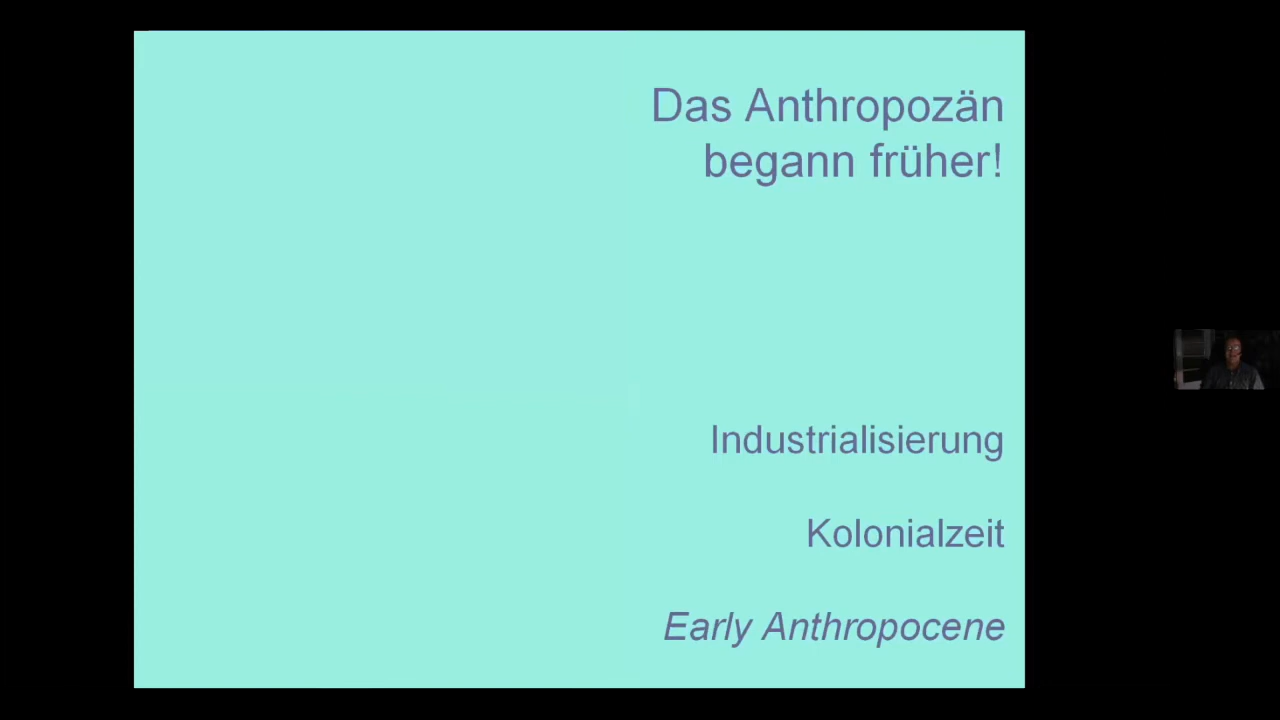 Das Anthropozän
begann früher!
Industrialisierung
Kolonialzeit
Early Anthropocene